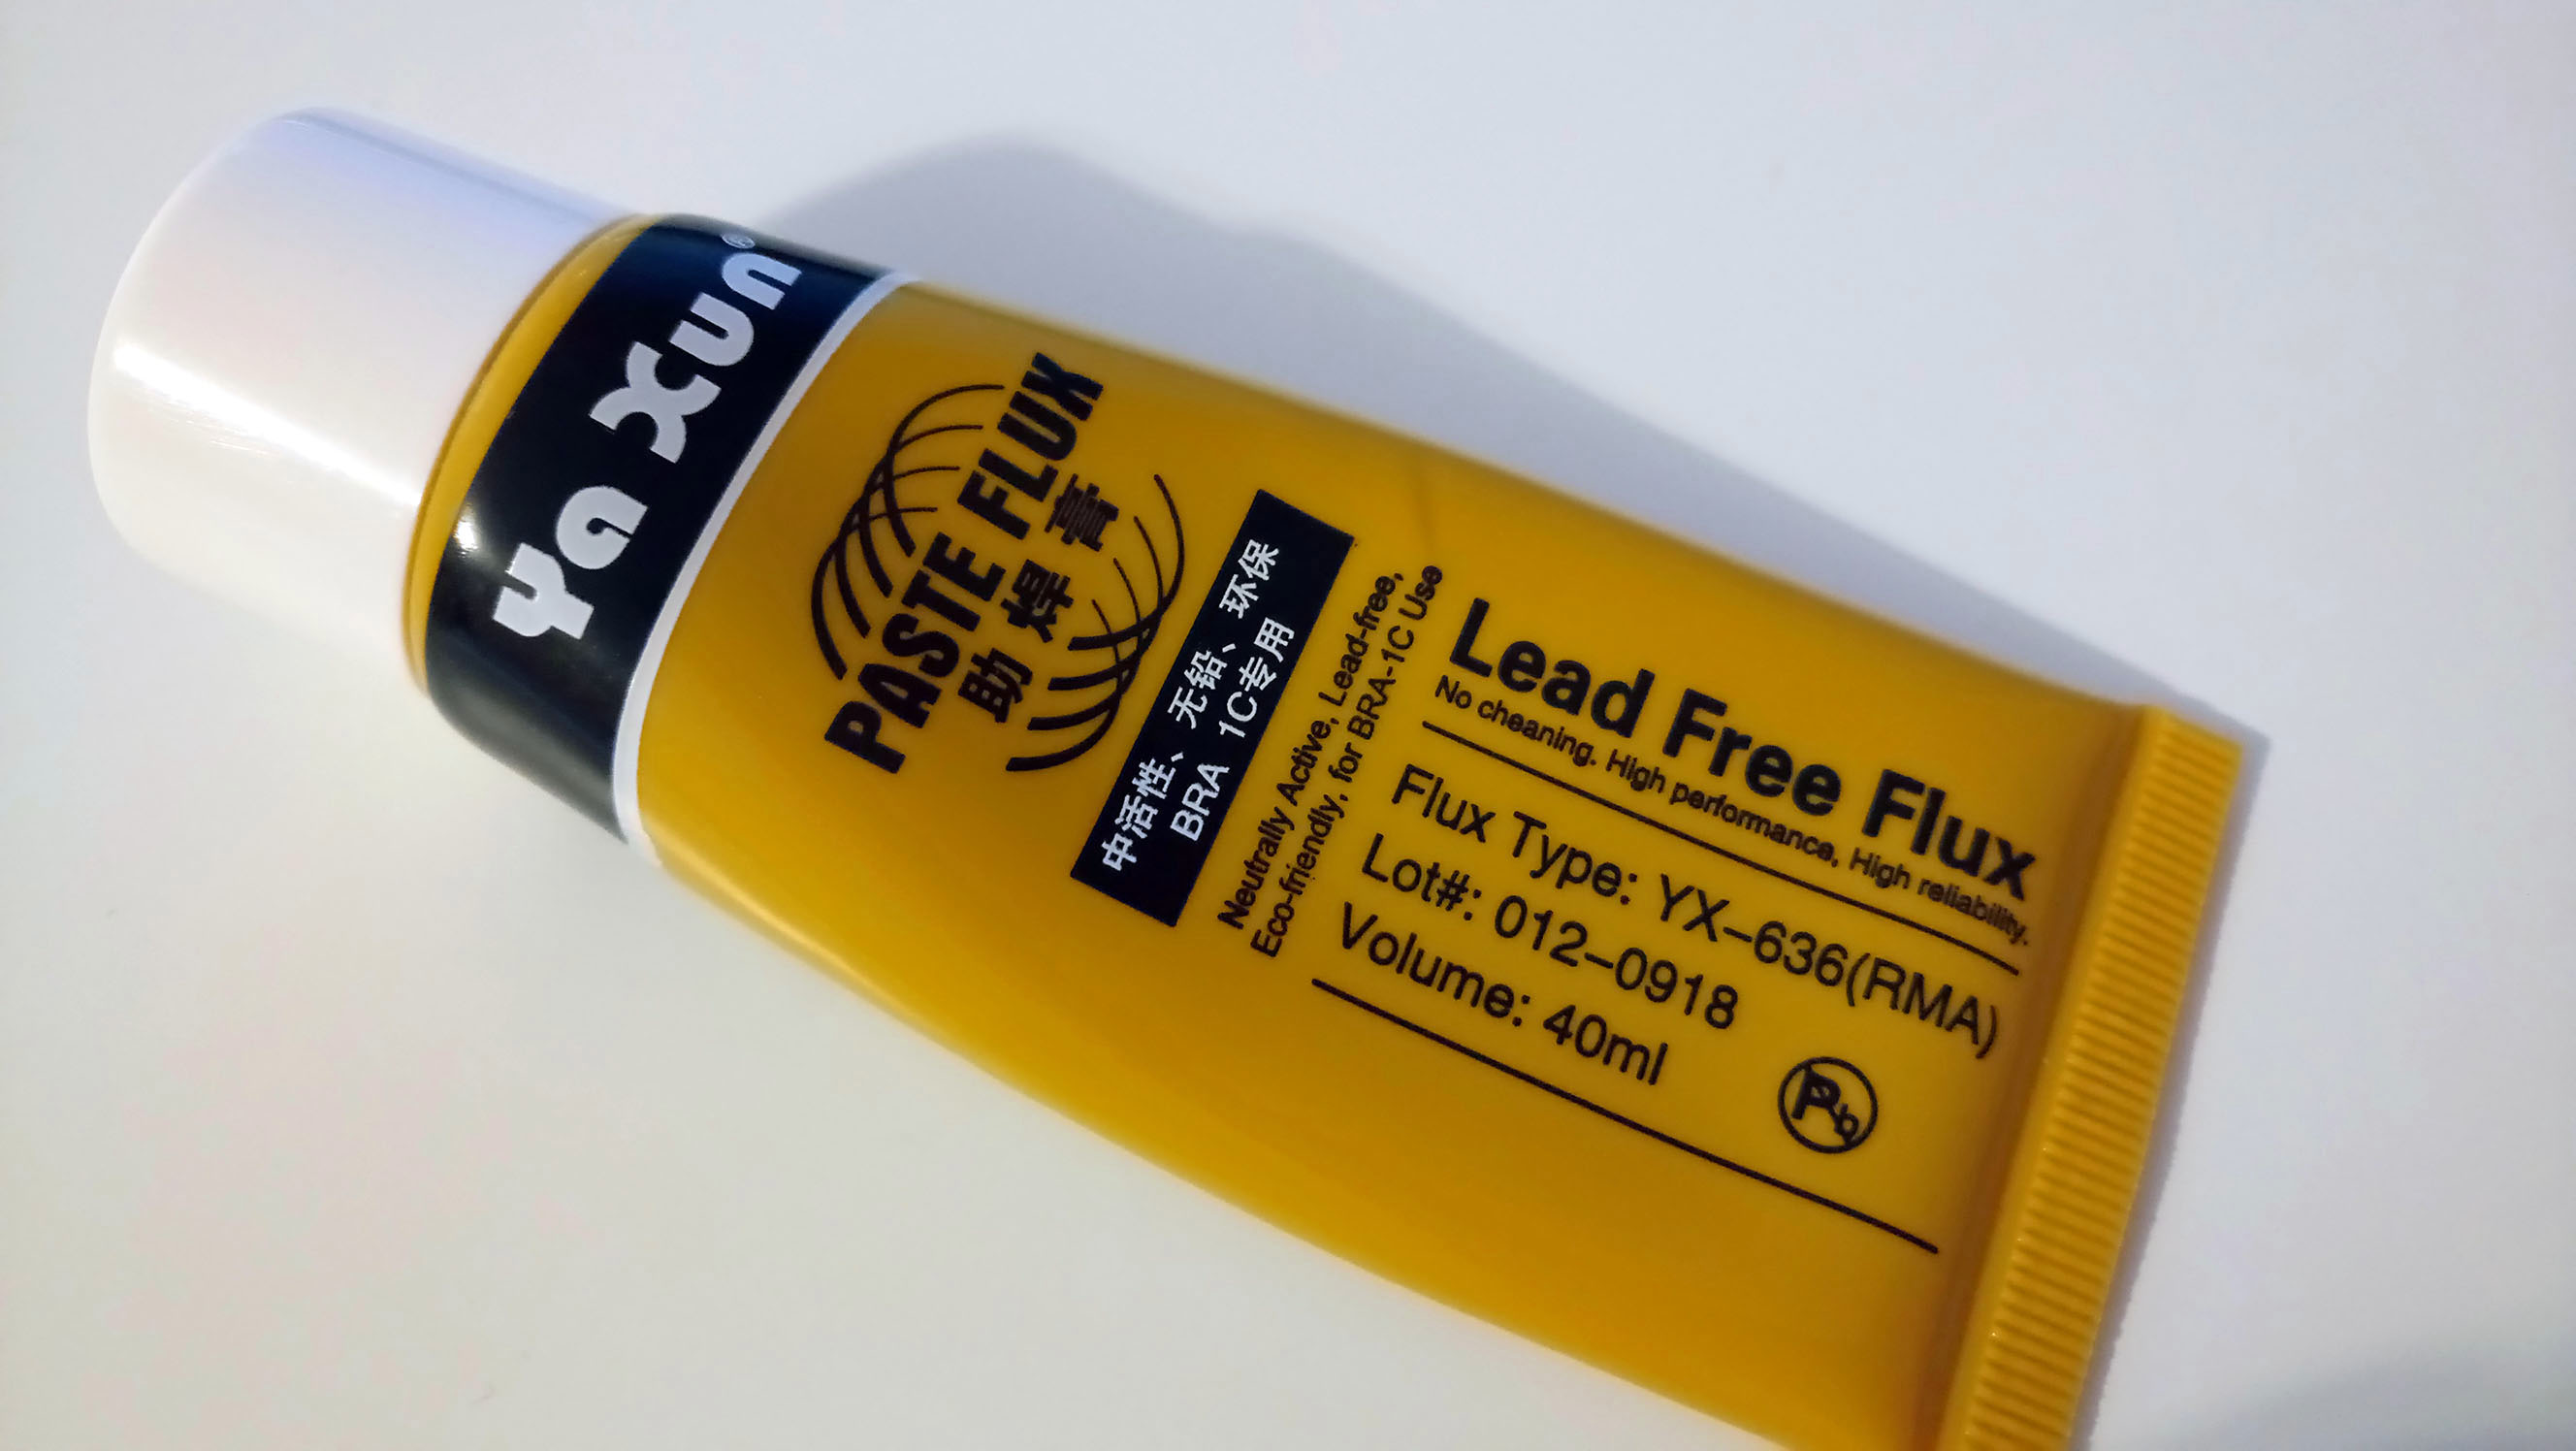 Ya Xun®
PASTE FLUX
助焊膏
中活性、无铅、环保
BRA 1C专用
Neutrally Active, Lead-free,
Eco-friendly, for BRA-1C Use
Lead Free Flux
No cheaning. High performance, High reliability.
Flux Type: YX-636(RMA)
Lot#: 012-0918
Volume: 40ml
Pb